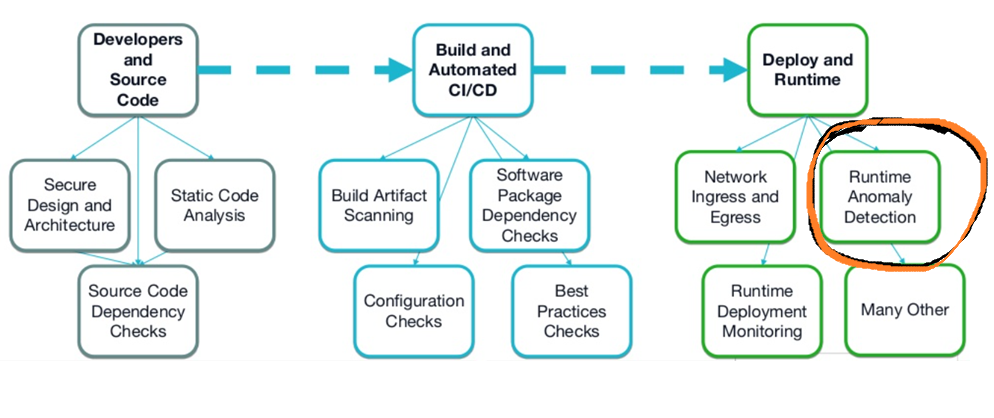 Developers
and
Source
Code
Build and
Automated
CI/CD
Deploy and
Runtime
Secure
Design and
Architecture
Static Code
Analysis
Source Code
Dependency
Checks
Build Artifact
Scanning
Software
Package
Dependency
Checks
Configuration
Checks
Best
Practices
Checks
Network
Ingress and
Egress
Runtime
Anomaly
Detection
Runtime
Deployment
Monitoring
Many Other